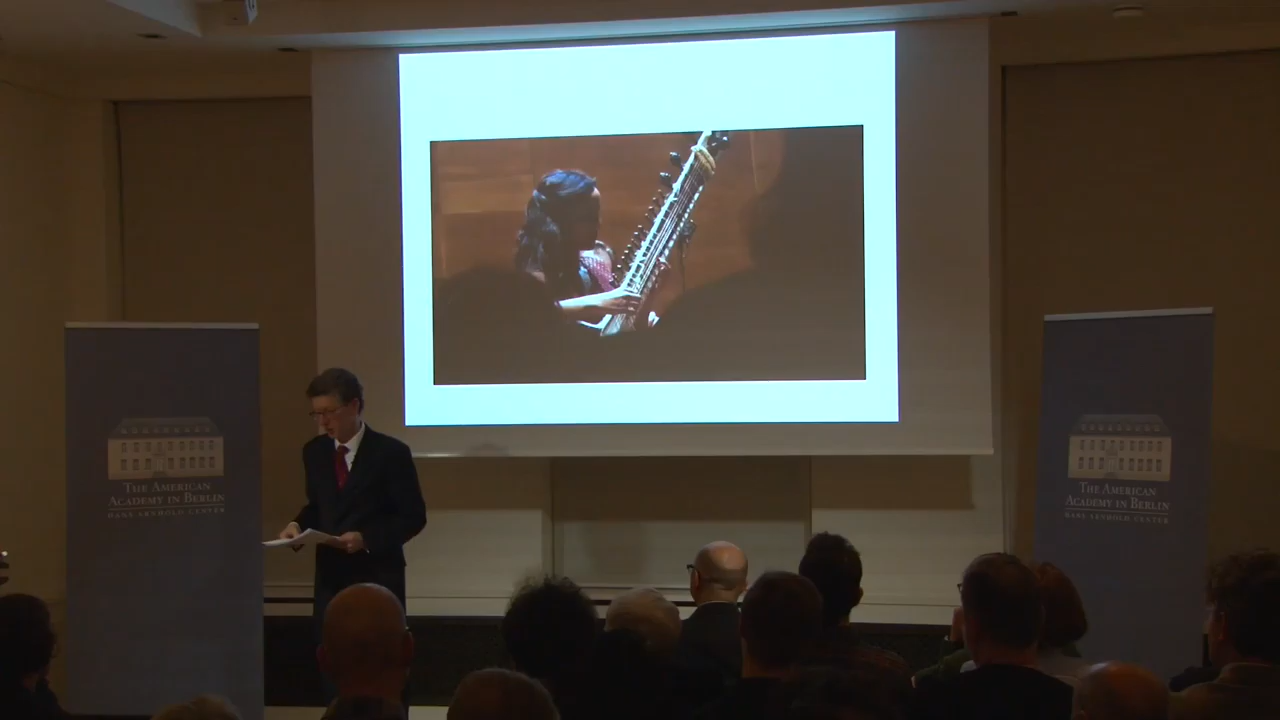 THE AMERICAN
ACADEMY IN BERLIN
HANS ARNHOLD CENTER
THE AMERICAN
ACADEMY IN BERLIN
HANS ARNHOLD CENTER